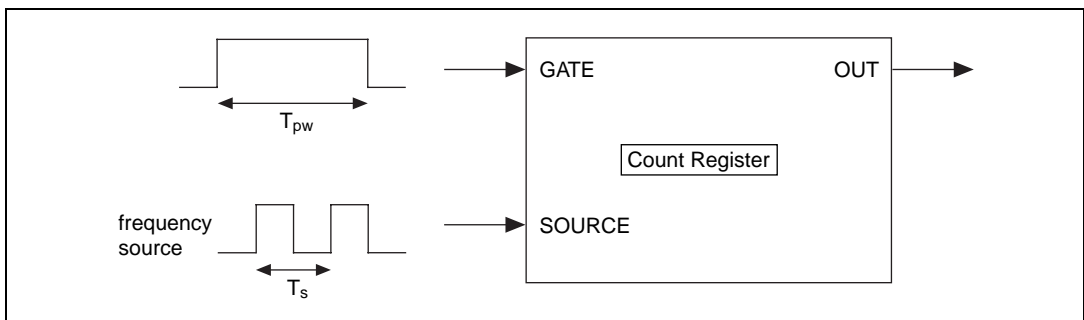 GATE
OUT
T_pw
Count Register
frequency
source
SOURCE
T_s